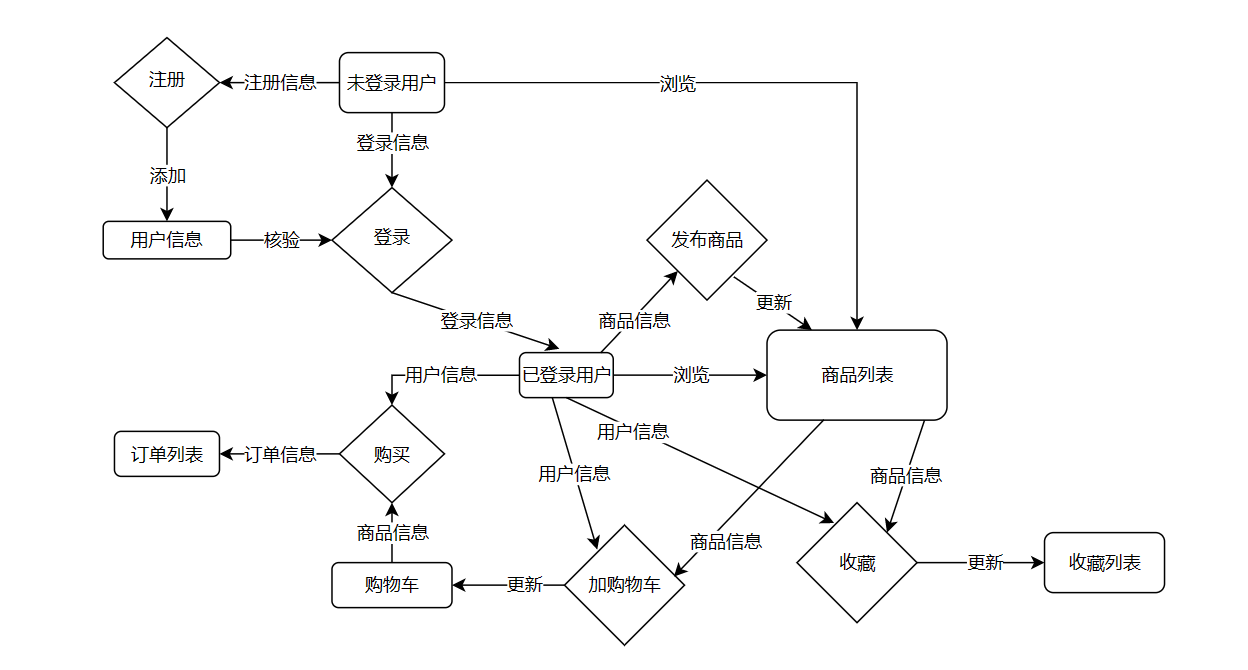 注册
注册信息
未登录用户
浏览
登录信息
添加
用户信息
核验
登录
发布商品
更新
登录信息
商品信息
用户信息
已登录用户
浏览
商品列表
用户信息
订单列表
订单信息
购买
用户信息
商品信息
商品信息
商品信息
收藏
更新
收藏列表
购物车
更新
加购物车